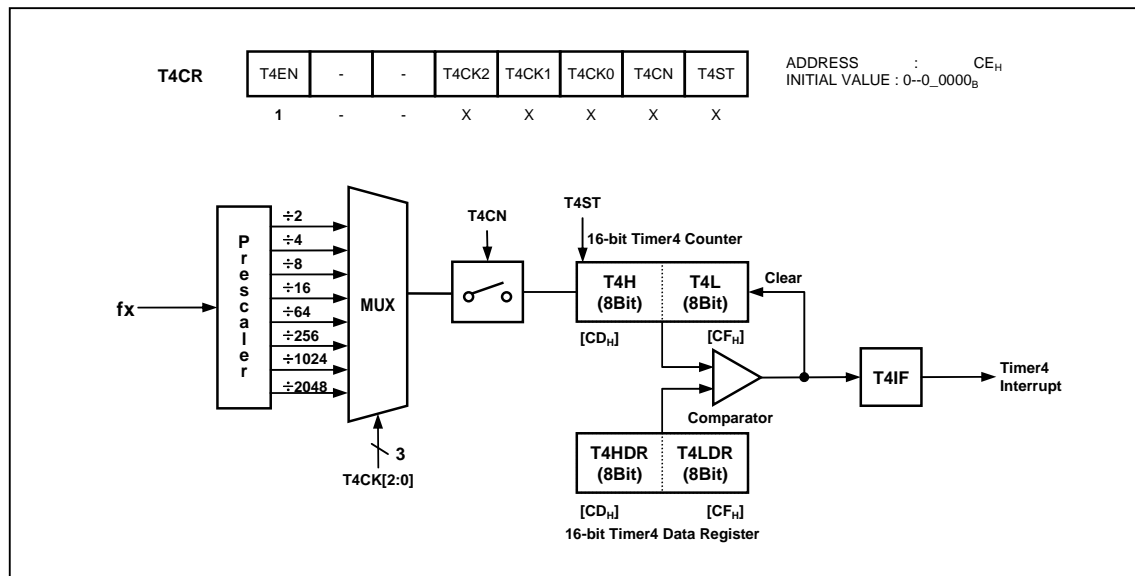 T4CR T4EN - - T4CK2 T4CK1 T4CK0 T4CN T4ST
ADDRESS : CEH
INITIAL VALUE : 0--0_0000B
1 - - X X X X X
fx
Prescaler
÷2
÷4
÷8
÷16
÷64
÷256
÷1024
÷2048
MUX
3
T4CK[2:0]
T4CN
T4ST
16-bit Timer4 Counter
T4H
(8Bit)
T4L
(8Bit)
Clear
[CDH] [CFH]
Comparator
T4IF
Timer4
Interrupt
T4HDR
(8Bit)
T4LDR
(8Bit)
[CDH] [CFH]
16-bit Timer4 Data Register